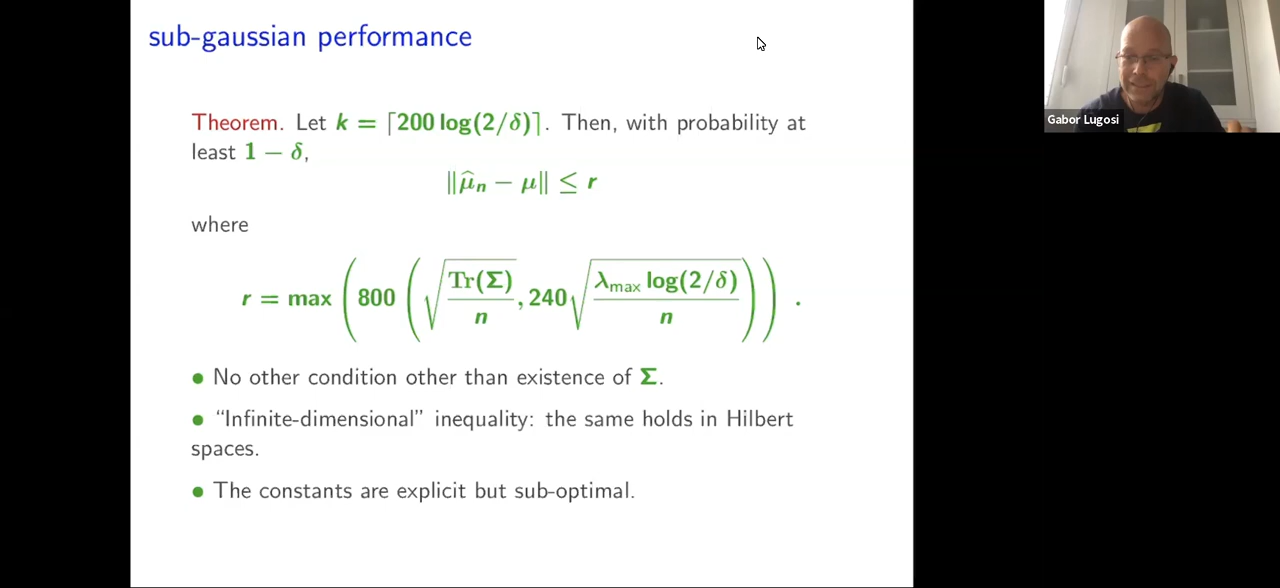 sub-gaussian performance
Gabor Lugosi
Theorem. Let k = ⌈200 log(2/δ)⌉. Then, with probability at
least 1 − δ,
‖μ̂ₙ − μ‖ ≤ r
where
r = max ( 800 ( √(Tr(Σ)/n) , 240 √(λmax log(2/δ)/n) ) ) .
• No other condition other than existence of Σ.
• “Infinite-dimensional” inequality: the same holds in Hilbert
spaces.
• The constants are explicit but sub-optimal.